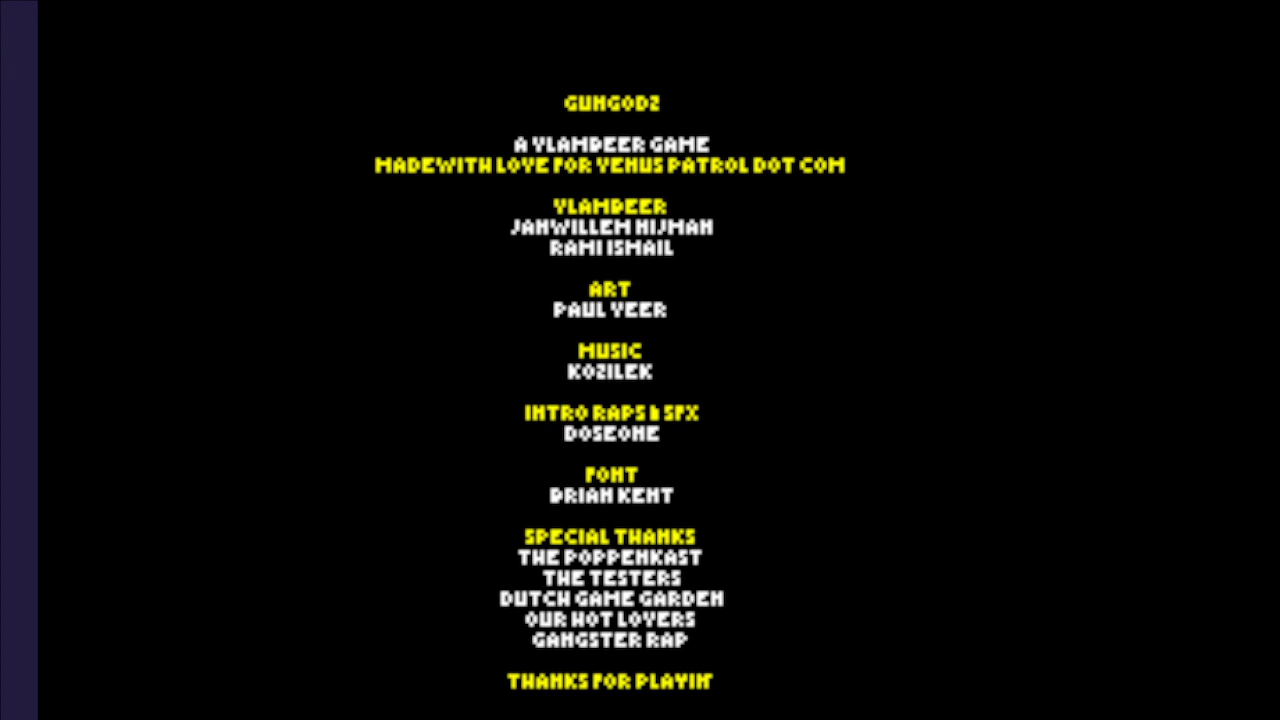 GUNGODZ
A VLAMBEER GAME
MADEWITH LOVE FOR VENUS PATROL DOT COM
VLAMBEER
JANWILLEM NIJMAN
RAMI ISMAIL
ART
PAUL VEER
MUSIC
KOZILEK
INTRO RAPS & SFX
DOSEONE
FONT
BRIAN KENT
SPECIAL THANKS
THE POPPENKAST
THE TESTERS
DUTCH GAME GARDEN
OUR HOT LOVERS
GANGSTER RAP
THANKS FOR PLAYIN'